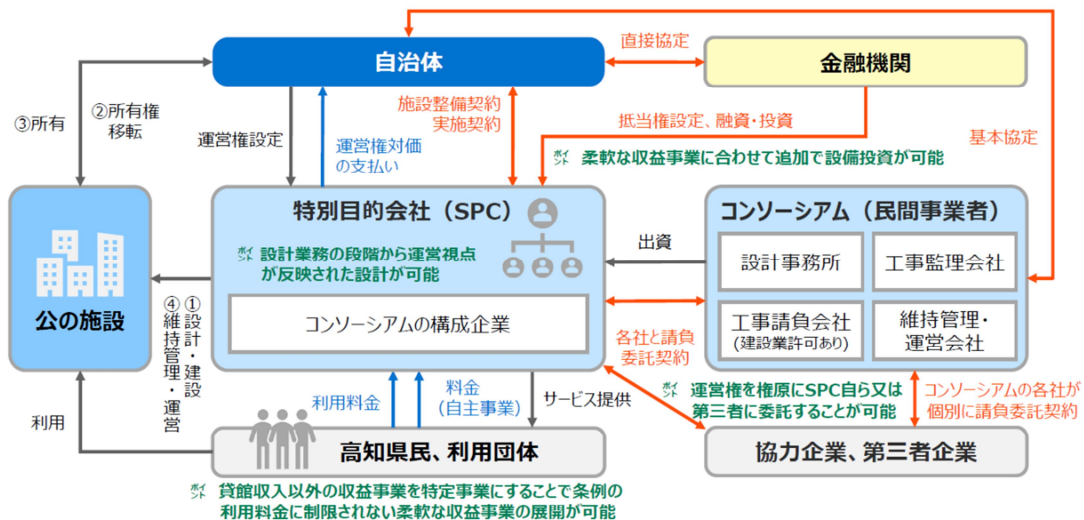 自治体
直接協定
金融機関
③所有
②所有権
移転
運営権設定
運営権対価
の支払い
施設整備契約
実施契約
抵当権設定、融資・投資
基本協定
ポイント 柔軟な収益事業に合わせて追加で設備投資が可能
公の施設
特別目的会社（SPC）
ポイント 設計業務の段階から運営視点
が反映された設計が可能
コンソーシアムの構成企業
出資
コンソーシアム（民間事業者）
設計事務所
工事監理会社
工事請負会社
(建設業許可あり)
維持管理・
運営会社
①設計・建設
④維持管理・運営
各社と請負
委託契約
利用
利用料金
料金
（自主事業）
サービス提供
ポイント 運営権を権原にSPC自ら又は
第三者に委託することが可能
コンソーシアムの各社が
個別に請負委託契約
高知県民、利用団体
協力企業、第三者企業
ポイント 貸館収入以外の収益事業を特定事業にすることで条例の
利用料金に制限されない柔軟な収益事業の展開が可能